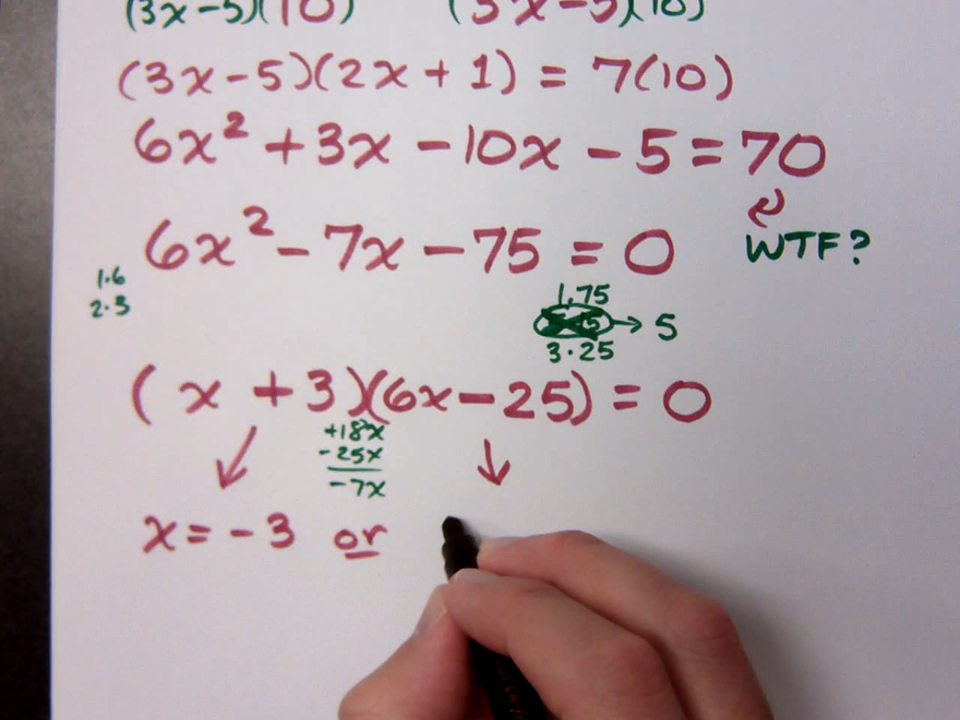 (3x-5)(10) (3x-5)(10)
(3x-5)(2x+1) = 7(10)
6x²+3x-10x-5=70
6x²-7x-75=0
WTF?
1·6
2·3
1·75
→ 5
3·25
(x+3)(6x-25)=0
+18x
-25x
-7x
x=-3 or